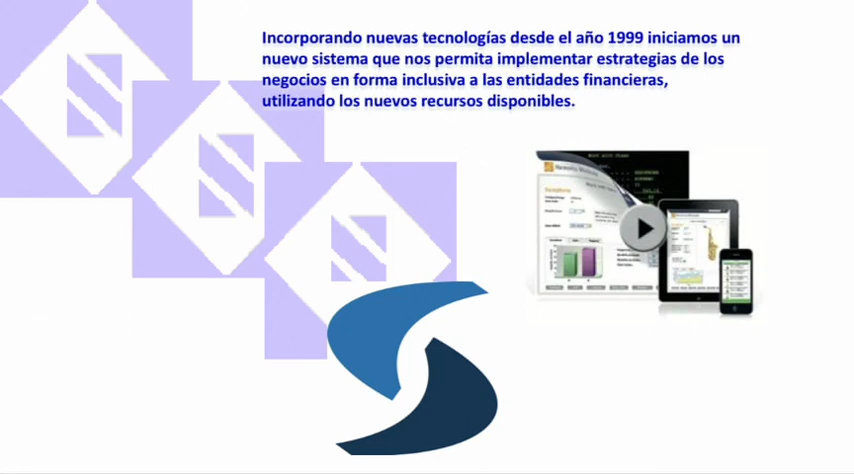 Incorporando nuevas tecnologías desde el año 1999 iniciamos un
nuevo sistema que nos permita implementar estrategias de los
negocios en forma inclusiva a las entidades financieras,
utilizando los nuevos recursos disponibles.